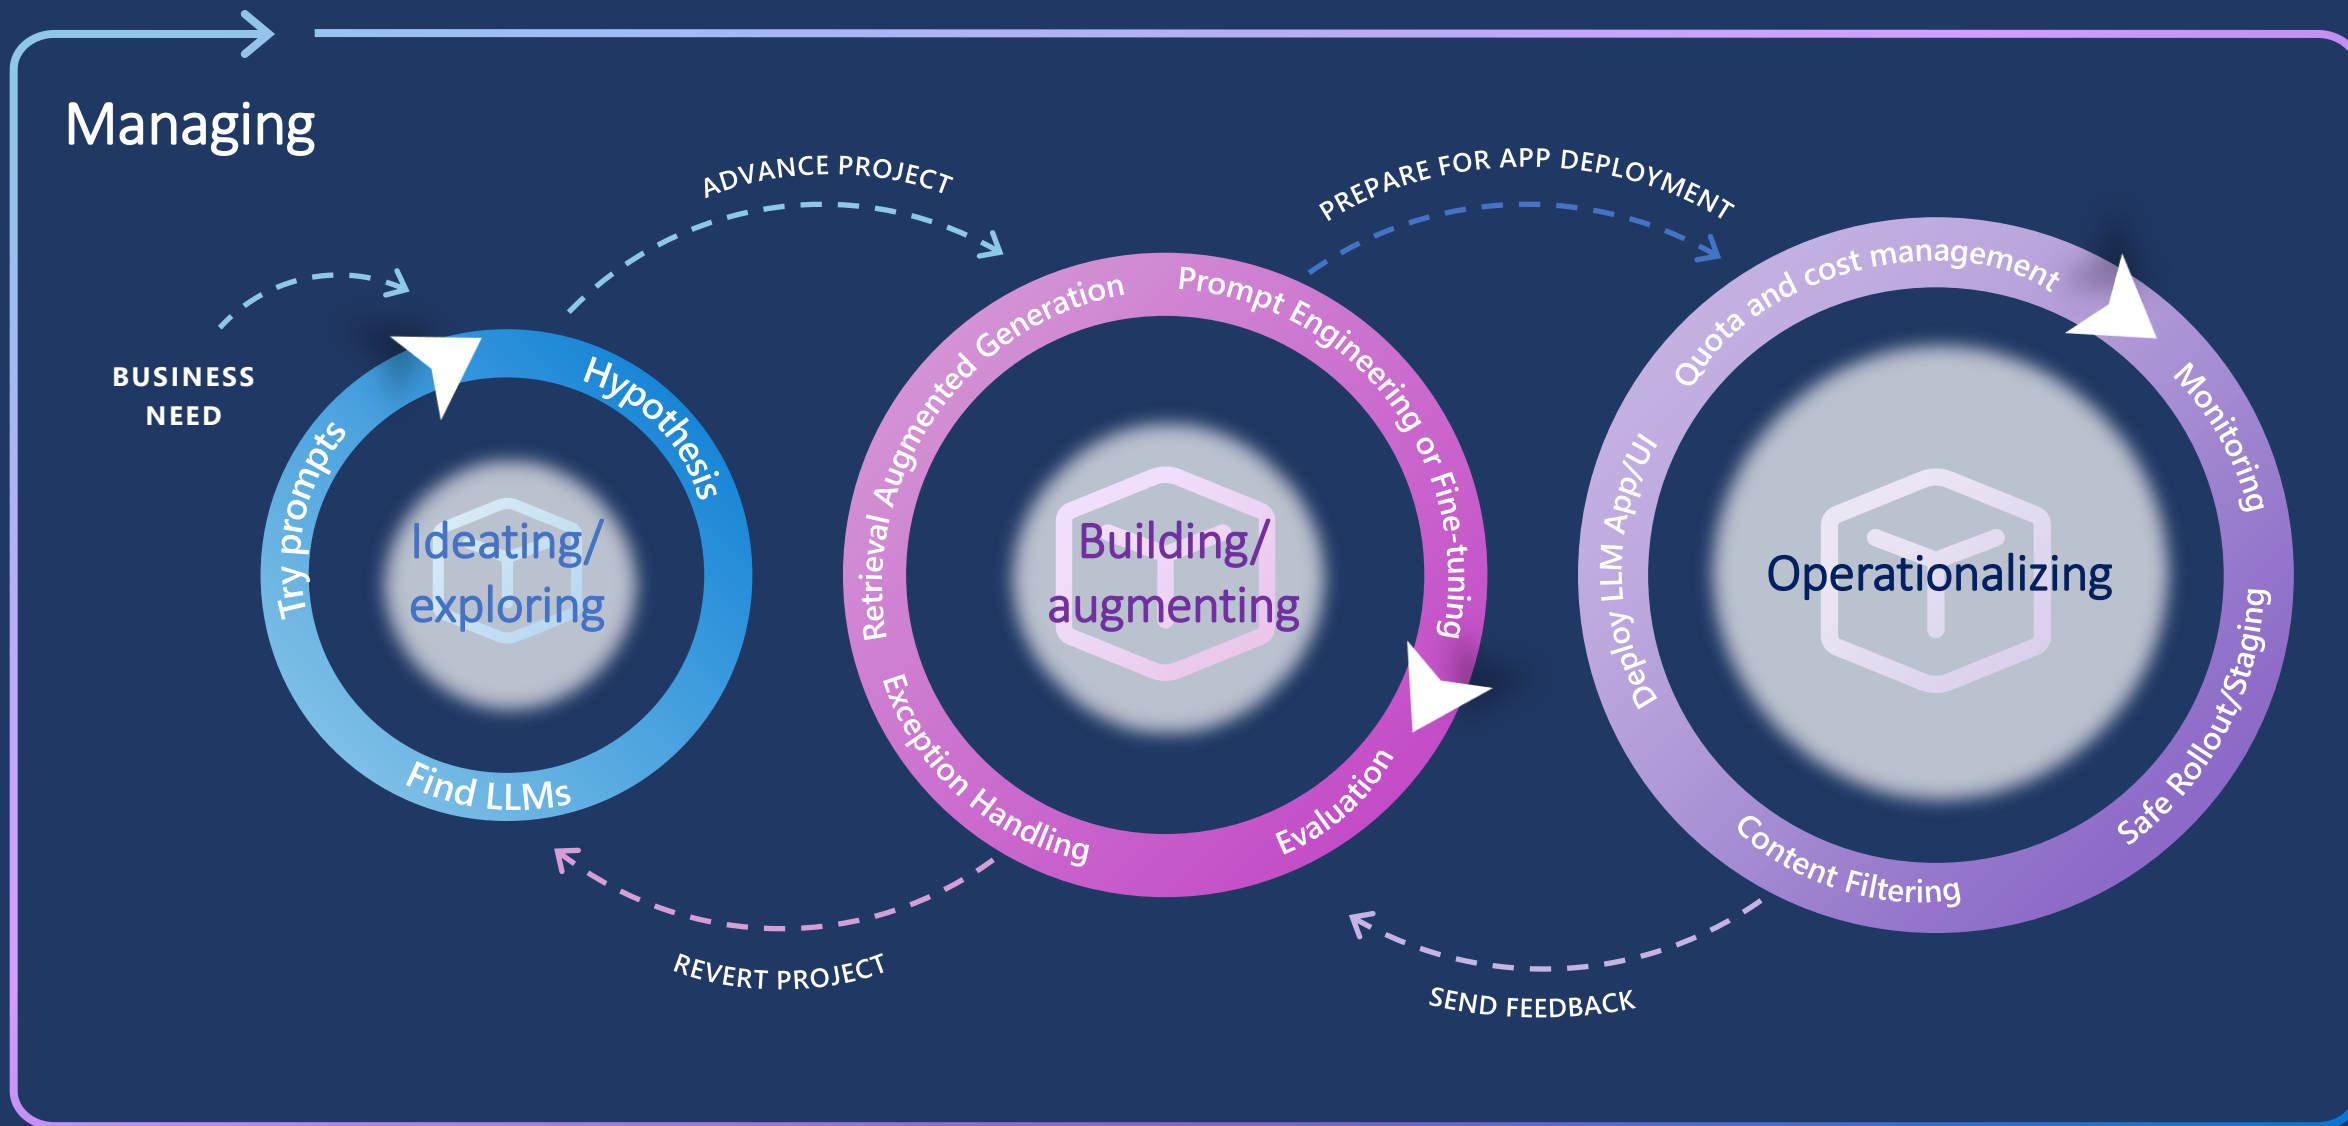 Managing
BUSINESS
NEED
ADVANCE PROJECT
PREPARE FOR APP DEPLOYMENT
Try prompts
Hypothesis
Find LLMs
Ideating/
exploring
REVERT PROJECT
Retrieval Augmented Generation
Prompt Engineering or Fine-tuning
Exception Handling
Evaluation
Building/
augmenting
SEND FEEDBACK
Quota and cost management
Monitoring
Deploy LLM App/UI
Safe Rollout/Staging
Content Filtering
Operationalizing